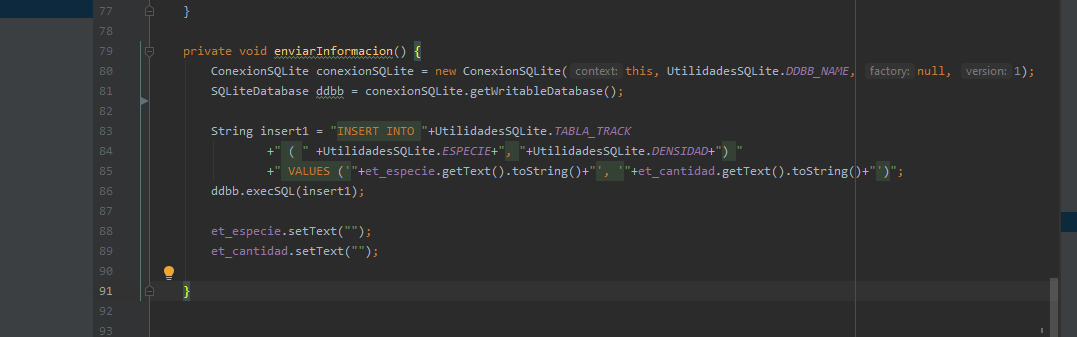 77 }
78
79 private void enviarInformacion() {
80 ConexionSQLite conexionSQLite = new ConexionSQLite( context: this, UtilidadesSQLite.DDBB_NAME, factory: null, version: 1);
81 SQLiteDatabase ddbb = conexionSQLite.getWritableDatabase();
82
83 String insert1 = "INSERT INTO "+UtilidadesSQLite.TABLA_TRACK
84 +" ( " +UtilidadesSQLite.ESPECIE+", "+UtilidadesSQLite.DENSIDAD+") "
85 +" VALUES ('"+et_especie.getText().toString()+"', '"+et_cantidad.getText().toString()+"')";
86 ddbb.execSQL(insert1);
87
88 et_especie.setText("");
89 et_cantidad.setText("");
90
91 }
92
93